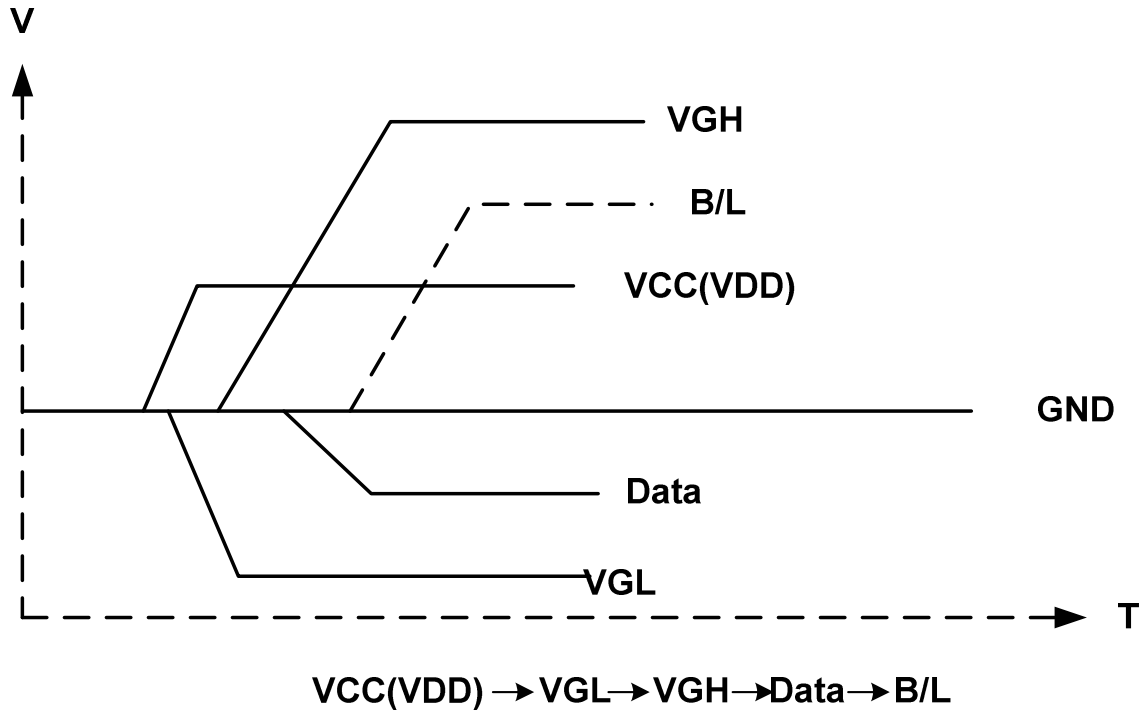 V
VGH
B/L
VCC(VDD)
GND
Data
VGL
T
VCC(VDD) → VGL → VGH → Data → B/L